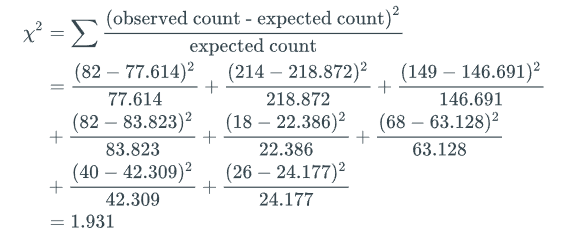 χ² = ∑ (observed count - expected count)² / expected count
= (82 − 77.614)² / 77.614 + (214 − 218.872)² / 218.872 + (149 − 146.691)² / 146.691
+ (82 − 83.823)² / 83.823 + (18 − 22.386)² / 22.386 + (68 − 63.128)² / 63.128
+ (40 − 42.309)² / 42.309 + (26 − 24.177)² / 24.177
= 1.931